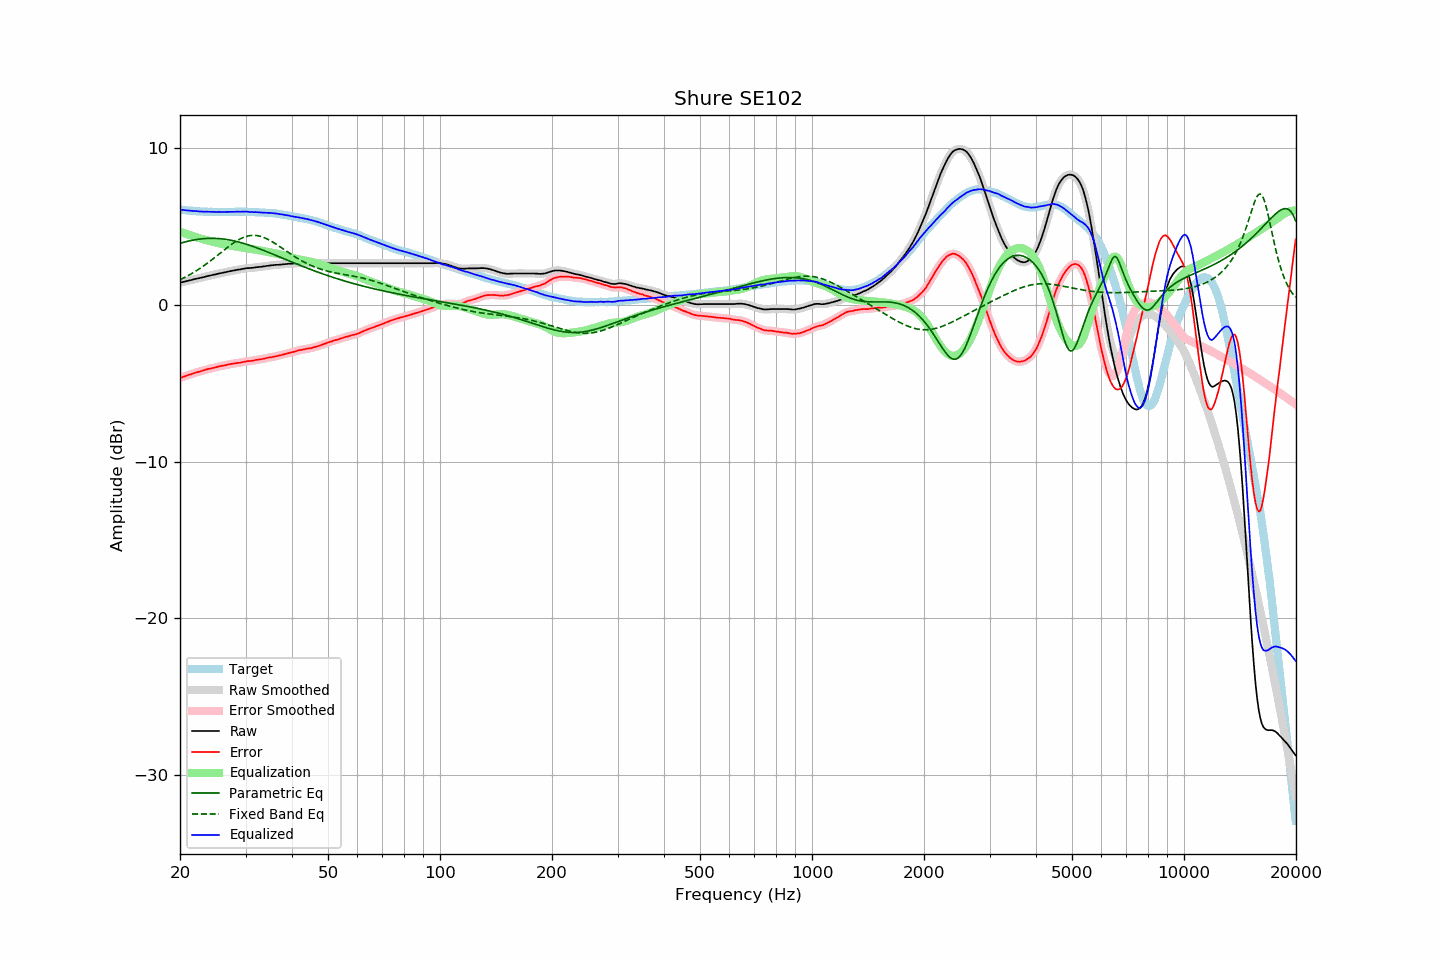 Shure SE102
Amplitude (dBr)
10
0
−10
−20
−30
Target
Raw Smoothed
Error Smoothed
Raw
Error
Equalization
Parametric Eq
Fixed Band Eq
Equalized
20 50 100 200 500 1000 2000 5000 10000 20000
Frequency (Hz)